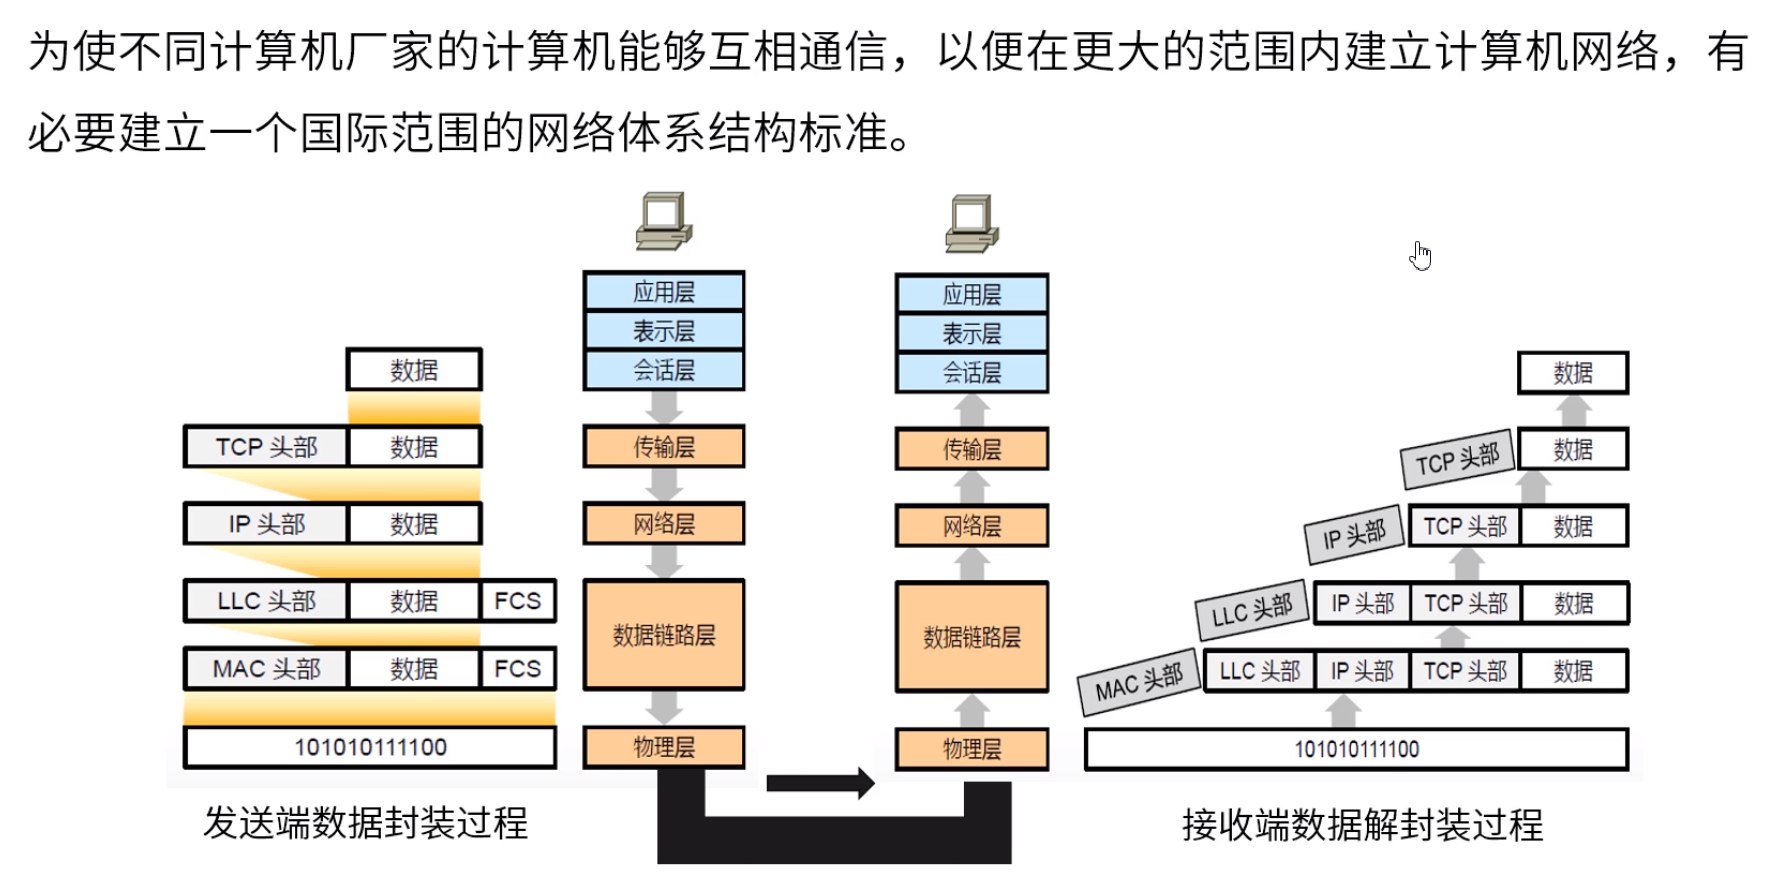 为使不同计算机厂家的计算机能够互相通信，以便在更大的范围内建立计算机网络，有
必要建立一个国际范围的网络体系结构标准。
数据
TCP 头部 数据
IP 头部 数据
LLC 头部 数据 FCS
MAC 头部 数据 FCS
101010111100
发送端数据封装过程
应用层
表示层
会话层
传输层
网络层
数据链路层
物理层
应用层
表示层
会话层
传输层
网络层
数据链路层
物理层
数据
TCP 头部 数据
IP 头部 TCP 头部 数据
LLC 头部 IP 头部 TCP 头部 数据
MAC 头部 LLC 头部 IP 头部 TCP 头部 数据
101010111100
接收端数据解封装过程